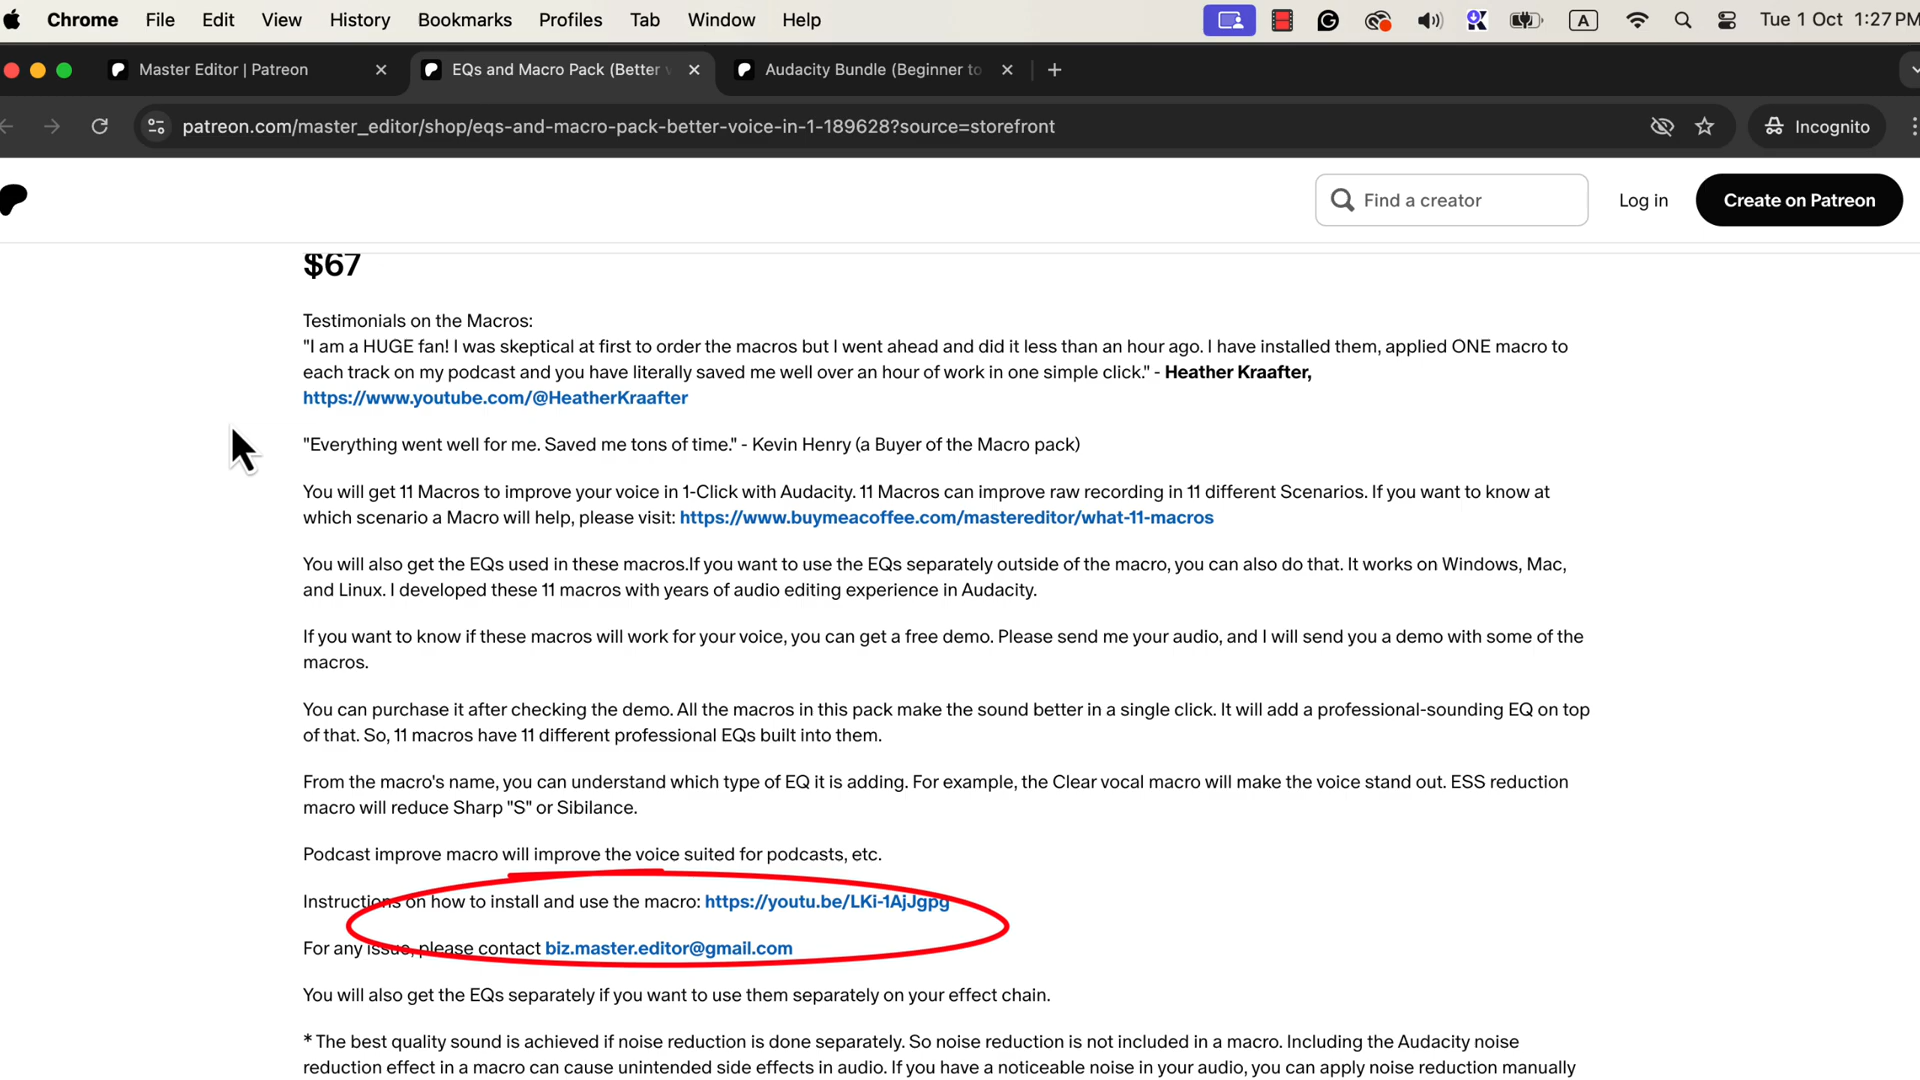 Chrome File Edit View History Bookmarks Profiles Tab Window Help A Tue 1 Oct 1:27 PM
Master Editor | Patreon EQs and Macro Pack (Better Audacity Bundle (Beginner to
patreon.com/master_editor/shop/eqs-and-macro-pack-better-voice-in-1-189628?source=storefront Incognito
Find a creator Log in Create on Patreon
$67
Testimonials on the Macros:
"I am a HUGE fan! I was skeptical at first to order the macros but I went ahead and did it less than an hour ago. I have installed them, applied ONE macro to
each track on my podcast and you have literally saved me well over an hour of work in one simple click." - Heather Kraafter,
https://www.youtube.com/@HeatherKraafter
"Everything went well for me. Saved me tons of time." - Kevin Henry (a Buyer of the Macro pack)
You will get 11 Macros to improve your voice in 1-Click with Audacity. 11 Macros can improve raw recording in 11 different Scenarios. If you want to know at
which scenario a Macro will help, please visit: https://www.buymeacoffee.com/mastereditor/what-11-macros
You will also get the EQs used in these macros.If you want to use the EQs separately outside of the macro, you can also do that. It works on Windows, Mac,
and Linux. I developed these 11 macros with years of audio editing experience in Audacity.
If you want to know if these macros will work for your voice, you can get a free demo. Please send me your audio, and I will send you a demo with some of the
macros.
You can purchase it after checking the demo. All the macros in this pack make the sound better in a single click. It will add a professional-sounding EQ on top
of that. So, 11 macros have 11 different professional EQs built into them.
From the macro's name, you can understand which type of EQ it is adding. For example, the Clear vocal macro will make the voice stand out. ESS reduction
macro will reduce Sharp "S" or Sibilance.
Podcast improve macro will improve the voice suited for podcasts, etc.
Instructions on how to install and use the macro: https://youtu.be/LKi-1AjJgpg
For any issue, please contact biz.master.editor@gmail.com
You will also get the EQs separately if you want to use them separately on your effect chain.
* The best quality sound is achieved if noise reduction is done separately. So noise reduction is not included in a macro. Including the Audacity noise
reduction effect in a macro can cause unintended side effects in audio. If you have a noticeable noise in your audio, you can apply noise reduction manually